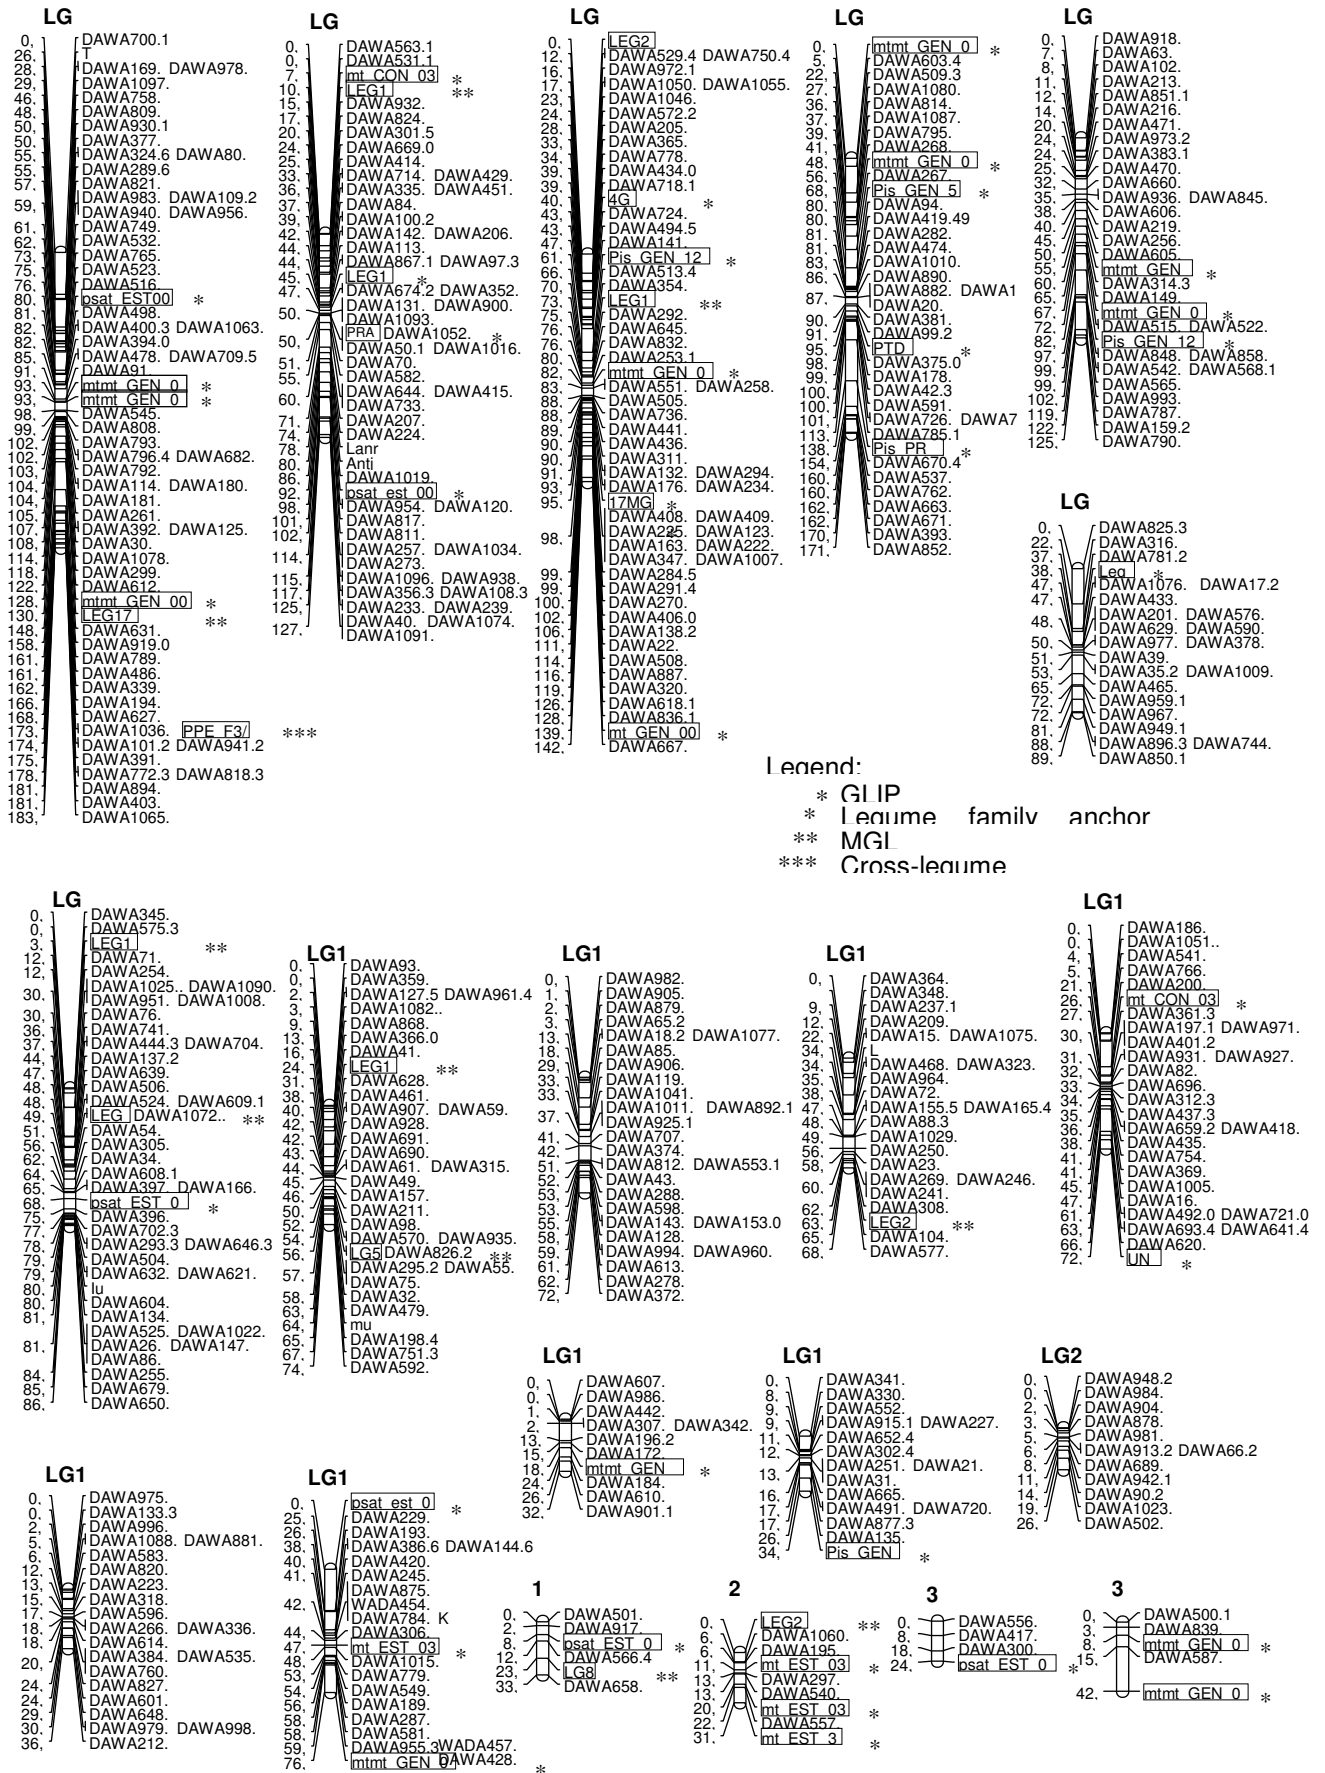 LG
0, DAWA700.1
26, T
28, DAWA169. DAWA978.
29, DAWA1097.
46, DAWA758.
48, DAWA809.
50, DAWA930.1
50, DAWA377.
55, DAWA324.6 DAWA80.
55, DAWA289.6
57, DAWA821.
DAWA983. DAWA109.2
59, DAWA940. DAWA956.
61, DAWA749.
62, DAWA532.
73, DAWA765.
75, DAWA523.
76, DAWA516.
80, psat_EST00 *
81, DAWA498.
82, DAWA400.3 DAWA1063.
82, DAWA394.0
85, DAWA478. DAWA709.5
91, DAWA91.
93, mtmt_GEN_0 *
93, mtmt_GEN_0 *
98, DAWA545.
99, DAWA808.
102, DAWA793.
102, DAWA796.4 DAWA682.
103, DAWA792.
104, DAWA114. DAWA180.
104, DAWA181.
105, DAWA261.
107, DAWA392. DAWA125.
108, DAWA30.
114, DAWA1078.
118, DAWA299.
122, DAWA612.
128, mtmt_GEN_00 *
130, LEG17 **
148, DAWA631.
158, DAWA919.0
161, DAWA789.
161, DAWA486.
162, DAWA339.
166, DAWA194.
168, DAWA627.
173, DAWA1036. PPE_F3/ ***
174, DAWA101.2 DAWA941.2
175, DAWA391.
178, DAWA772.3 DAWA818.3
181, DAWA894.
181, DAWA403.
183, DAWA1065.
LG
0, DAWA563.1
0, DAWA531.1
7, mt_CON_03 *
10, LEG1 **
15, DAWA932.
17, DAWA824.
20, DAWA301.5
24, DAWA669.0
25, DAWA414.
33, DAWA714. DAWA429.
36, DAWA335. DAWA451.
37, DAWA84.
39, DAWA100.2
42, DAWA142. DAWA206.
44, DAWA113.
44, DAWA867.1 DAWA97.3
45, LEG1 *
47, DAWA674.2 DAWA352.
DAWA131. DAWA900.
50, DAWA1093.
50, PRA DAWA1052. *
DAWA50.1 DAWA1016.
51, DAWA70.
55, DAWA582.
60, DAWA644. DAWA415.
DAWA733.
71, DAWA207.
74, DAWA224.
78, Lanr
80, Anti
86, DAWA1019.
92, psat_est_00 *
98, DAWA954. DAWA120.
101, DAWA817.
102, DAWA811.
DAWA257. DAWA1034.
114, DAWA273.
115, DAWA1096. DAWA938.
117, DAWA356.3 DAWA108.3
125, DAWA233. DAWA239.
DAWA40. DAWA1074.
127, DAWA1091.
LG
0, LEG2
12, DAWA529.4 DAWA750.4
16, DAWA972.1
17, DAWA1050. DAWA1055.
23, DAWA1046.
24, DAWA572.2
28, DAWA205.
33, DAWA365.
34, DAWA778.
39, DAWA434.0
39, DAWA718.1
40, 4G *
43, DAWA724.
43, DAWA494.5
47, DAWA141.
61, Pis_GEN_12 *
66, DAWA513.4
70, DAWA354.
73, LEG1 **
75, DAWA292.
76, DAWA645.
76, DAWA832.
80, DAWA253.1
82, mtmt_GEN_0 *
83, DAWA551. DAWA258.
88, DAWA505.
88, DAWA736.
89, DAWA441.
90, DAWA436.
90, DAWA311.
91, DAWA132. DAWA294.
93, DAWA176. DAWA234.
95, 17MG *
DAWA408. DAWA409.
DAWA225. DAWA123.
98, DAWA163. DAWA222.
DAWA347. DAWA1007.
99, DAWA284.5
99, DAWA291.4
100, DAWA270.
102, DAWA406.0
106, DAWA138.2
111, DAWA22.
114, DAWA508.
116, DAWA887.
119, DAWA320.
126, DAWA618.1
128, DAWA836.1
139, mt_GEN_00 *
142, DAWA667.
LG
0, mtmt_GEN_0 *
5, DAWA603.4
22, DAWA509.3
27, DAWA1080.
36, DAWA814.
37, DAWA1087.
39, DAWA795.
41, DAWA268.
48, mtmt_GEN_0 *
56, DAWA267.
68, Pis_GEN_5 *
80, DAWA94.
80, DAWA419.49
81, DAWA282.
81, DAWA474.
83, DAWA1010.
86, DAWA890.
87, DAWA882. DAWA1
DAWA20.
90, DAWA381.
91, DAWA99.2
95, PTD *
98, DAWA375.0
99, DAWA178.
100, DAWA42.3
100, DAWA591.
101, DAWA726. DAWA7
113, DAWA785.1
138, Pis_PR *
154, DAWA670.4
160, DAWA537.
160, DAWA762.
162, DAWA663.
162, DAWA671.
170, DAWA393.
171, DAWA852.
LG
0, DAWA918.
7, DAWA63.
8, DAWA102.
11, DAWA213.
12, DAWA851.1
14, DAWA216.
20, DAWA471.
24, DAWA973.2
24, DAWA383.1
25, DAWA470.
32, DAWA660.
35, DAWA936. DAWA845.
38, DAWA606.
40, DAWA219.
45, DAWA256.
50, DAWA605.
55, mtmt_GEN *
60, DAWA314.3
65, DAWA149.
67, mtmt_GEN_0 *
72, DAWA515. DAWA522.
82, Pis_GEN_12 *
97, DAWA848. DAWA858.
99, DAWA542. DAWA568.1
99, DAWA565.
102, DAWA993.
119, DAWA787.
122, DAWA159.2
125, DAWA790.
LG
0, DAWA825.3
22, DAWA316.
37, DAWA781.2
38, Leg *
47, DAWA1076. DAWA17.2
47, DAWA433.
DAWA201. DAWA576.
48, DAWA629. DAWA590.
50, DAWA977. DAWA378.
51, DAWA39.
53, DAWA35.2 DAWA1009.
65, DAWA465.
72, DAWA959.1
72, DAWA967.
81, DAWA949.1
88, DAWA896.3 DAWA744.
89, DAWA850.1
Legend:
* GLIP
* Legume family anchor
** MGL
*** Cross-legume
LG
0, DAWA345.
0, DAWA575.3
3, LEG1 **
12, DAWA71.
12, DAWA254.
DAWA1025.. DAWA1090.
30, DAWA951. DAWA1008.
30, DAWA76.
36, DAWA741.
37, DAWA444.3 DAWA704.
44, DAWA137.2
47, DAWA639.
48, DAWA506.
48, DAWA524. DAWA609.1
49, LEG DAWA1072.. **
51, DAWA54.
56, DAWA305.
62, DAWA34.
64, DAWA608.1
65, DAWA397. DAWA166.
68, psat_EST_0 *
75, DAWA396.
77, DAWA702.3
78, DAWA293.3 DAWA646.3
79, DAWA504.
79, DAWA632. DAWA621.
80, lu
80, DAWA604.
81, DAWA134.
DAWA525. DAWA1022.
81, DAWA26. DAWA147.
DAWA86.
84, DAWA255.
85, DAWA679.
86, DAWA650.
LG1
0, DAWA93.
0, DAWA359.
2, DAWA127.5 DAWA961.4
3, DAWA1082..
9, DAWA868.
13, DAWA366.0
16, DAWA41.
24, LEG1 **
31, DAWA628.
38, DAWA461.
40, DAWA907. DAWA59.
42, DAWA928.
42, DAWA691.
43, DAWA690.
44, DAWA61. DAWA315.
45, DAWA49.
46, DAWA157.
50, DAWA211.
52, DAWA98.
54, DAWA570. DAWA935.
56, LG5 DAWA826.2 **
DAWA295.2 DAWA55.
57, DAWA75.
58, DAWA32.
63, DAWA479.
64, mu
65, DAWA198.4
67, DAWA751.3
74, DAWA592.
LG1
0, DAWA982.
1, DAWA905.
2, DAWA879.
3, DAWA65.2
13, DAWA18.2 DAWA1077.
18, DAWA85.
29, DAWA906.
33, DAWA119.
33, DAWA1041.
DAWA1011. DAWA892.1
37, DAWA925.1
41, DAWA707.
42, DAWA374.
51, DAWA812. DAWA553.1
52, DAWA43.
53, DAWA288.
53, DAWA598.
55, DAWA143. DAWA153.0
58, DAWA128.
59, DAWA994. DAWA960.
61, DAWA613.
62, DAWA278.
72, DAWA372.
LG1
0, DAWA364.
DAWA348.
9, DAWA237.1
12, DAWA209.
22, DAWA15. DAWA1075.
34, L
34, DAWA468. DAWA323.
35, DAWA964.
38, DAWA72.
47, DAWA155.5 DAWA165.4
48, DAWA88.3
49, DAWA1029.
56, DAWA250.
58, DAWA23.
DAWA269. DAWA246.
60, DAWA241.
62, DAWA308.
63, LEG2 **
65, DAWA104.
68, DAWA577.
LG1
0, DAWA186.
0, DAWA1051..
4, DAWA541.
5, DAWA766.
21, DAWA200.
26, mt_CON_03 *
27, DAWA361.3
DAWA197.1 DAWA971.
30, DAWA401.2
31, DAWA931. DAWA927.
32, DAWA82.
33, DAWA696.
34, DAWA312.3
35, DAWA437.3
36, DAWA659.2 DAWA418.
38, DAWA435.
41, DAWA754.
41, DAWA369.
45, DAWA1005.
47, DAWA16.
61, DAWA492.0 DAWA721.0
63, DAWA693.4 DAWA641.4
66, DAWA620.
72, UN *
LG1
0, DAWA607.
0, DAWA986.
1, DAWA442.
2, DAWA307. DAWA342.
13, DAWA196.2
15, DAWA172.
18, mtmt_GEN *
24, DAWA184.
26, DAWA610.
32, DAWA901.1
LG1
0, DAWA341.
8, DAWA330.
9, DAWA552.
9, DAWA915.1 DAWA227.
11, DAWA652.4
12, DAWA302.4
DAWA251. DAWA21.
13, DAWA31.
16, DAWA665.
17, DAWA491. DAWA720.
17, DAWA877.3
26, DAWA135.
34, Pis_GEN *
LG2
0, DAWA948.2
0, DAWA984.
2, DAWA904.
3, DAWA878.
5, DAWA981.
6, DAWA913.2 DAWA66.2
8, DAWA689.
11, DAWA942.1
14, DAWA90.2
19, DAWA1023.
26, DAWA502.
LG1
0, DAWA975.
0, DAWA133.3
2, DAWA996.
5, DAWA1088. DAWA881.
6, DAWA583.
12, DAWA820.
13, DAWA223.
15, DAWA318.
17, DAWA596.
18, DAWA266. DAWA336.
18, DAWA614.
DAWA384. DAWA535.
20, DAWA760.
24, DAWA827.
24, DAWA601.
29, DAWA648.
30, DAWA979. DAWA998.
36, DAWA212.
LG1
0, psat_est_0 *
25, DAWA229.
26, DAWA193.
38, DAWA386.6 DAWA144.6
40, DAWA420.
41, DAWA245.
DAWA875.
42, WADA454.
DAWA784. K
44, DAWA306.
47, mt_EST_03 *
48, DAWA1015.
53, DAWA779.
54, DAWA549.
56, DAWA189.
58, DAWA287.
58, DAWA581.
59, DAWA955.3 WADA457.
76, mtmt_GEN_0 DAWA428. *
1
0, DAWA501.
2, DAWA917.
8, psat_EST_0 *
12, DAWA566.4
23, LG8 **
33, DAWA658.
2
0, LEG2 **
6, DAWA1060.
6, DAWA195.
11, mt_EST_03 *
13, DAWA297.
13, DAWA540.
20, mt_EST_03 *
22, DAWA557.
31, mt_EST_3 *
3
0, DAWA556.
8, DAWA417.
18, DAWA300.
24, psat_EST_0 *
3
0, DAWA500.1
3, DAWA839.
8, mtmt_GEN_0 *
15, DAWA587.
42, mtmt_GEN_0 *